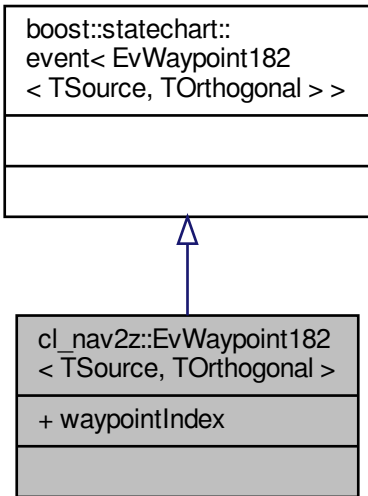 boost::statechart::
event< EvWaypoint182
< TSource, TOrthogonal > >
cl_nav2z::EvWaypoint182
< TSource, TOrthogonal >
+ waypointIndex